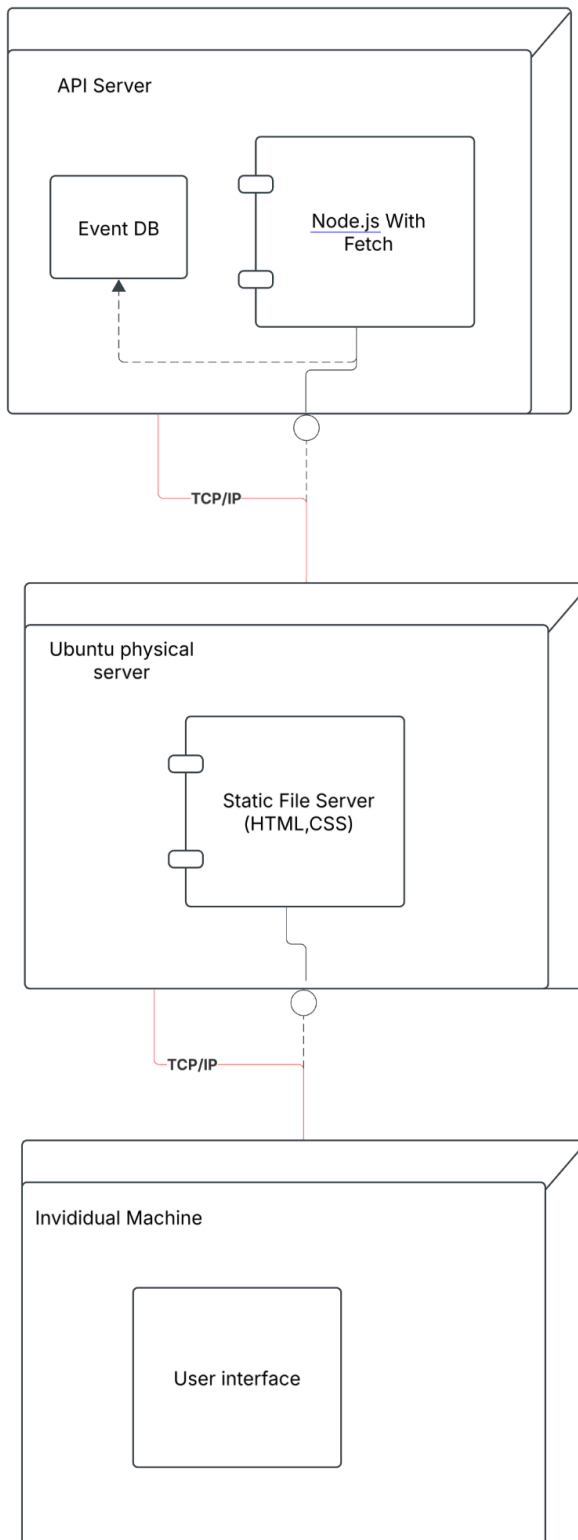 API Server
Event DB
Node.js With
Fetch
TCP/IP
Ubuntu physical
server
Static File Server
(HTML,CSS)
TCP/IP
Invididual Machine
User interface